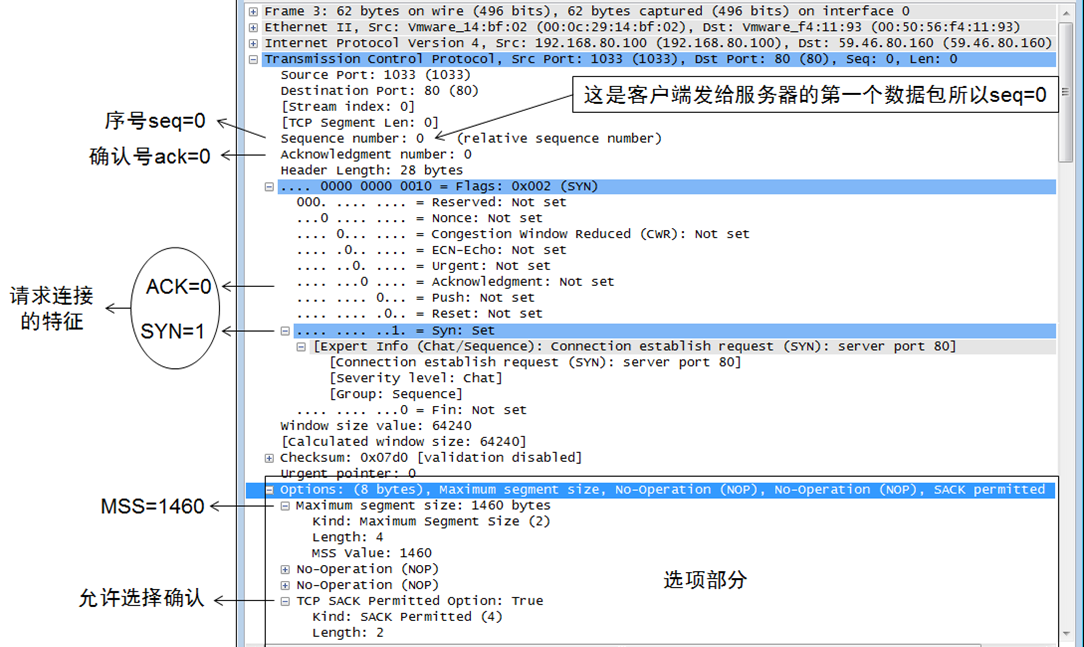 Frame 3: 62 bytes on wire (496 bits), 62 bytes captured (496 bits) on interface 0
Ethernet II, Src: Vmware_14:bf:02 (00:0c:29:14:bf:02), Dst: Vmware_f4:11:93 (00:50:56:f4:11:93)
Internet Protocol Version 4, Src: 192.168.80.100 (192.168.80.100), Dst: 59.46.80.160 (59.46.80.160)
Transmission Control Protocol, Src Port: 1033 (1033), Dst Port: 80 (80), Seq: 0, Len: 0
Source Port: 1033 (1033)
Destination Port: 80 (80)
这是客户端发给服务器的第一个数据包所以seq=0
[Stream index: 0]
[TCP Segment Len: 0]
序号seq=0
Sequence number: 0 (relative sequence number)
确认号ack=0
Acknowledgment number: 0
Header Length: 28 bytes
.... 0000 0000 0010 = Flags: 0x002 (SYN)
000. .... .... = Reserved: Not set
...0 .... .... = Nonce: Not set
.... 0... .... = Congestion Window Reduced (CWR): Not set
.... .0.. .... = ECN-Echo: Not set
.... ..0. .... = Urgent: Not set
请求连接
的特征
ACK=0
.... ...0 .... = Acknowledgment: Not set
.... .... 0... = Push: Not set
.... .... .0.. = Reset: Not set
SYN=1
.... .... ..1. = Syn: Set
[Expert Info (Chat/Sequence): Connection establish request (SYN): server port 80]
[Connection establish request (SYN): server port 80]
[Severity level: Chat]
[Group: Sequence]
.... .... ...0 = Fin: Not set
Window size value: 64240
[Calculated window size: 64240]
Checksum: 0x07d0 [validation disabled]
Urgent pointer: 0
Options: (8 bytes), Maximum segment size, No-Operation (NOP), No-Operation (NOP), SACK permitted
MSS=1460
Maximum segment size: 1460 bytes
Kind: Maximum Segment Size (2)
Length: 4
MSS Value: 1460
No-Operation (NOP)
No-Operation (NOP)
选项部分
允许选择确认
TCP SACK Permitted Option: True
Kind: SACK Permitted (4)
Length: 2